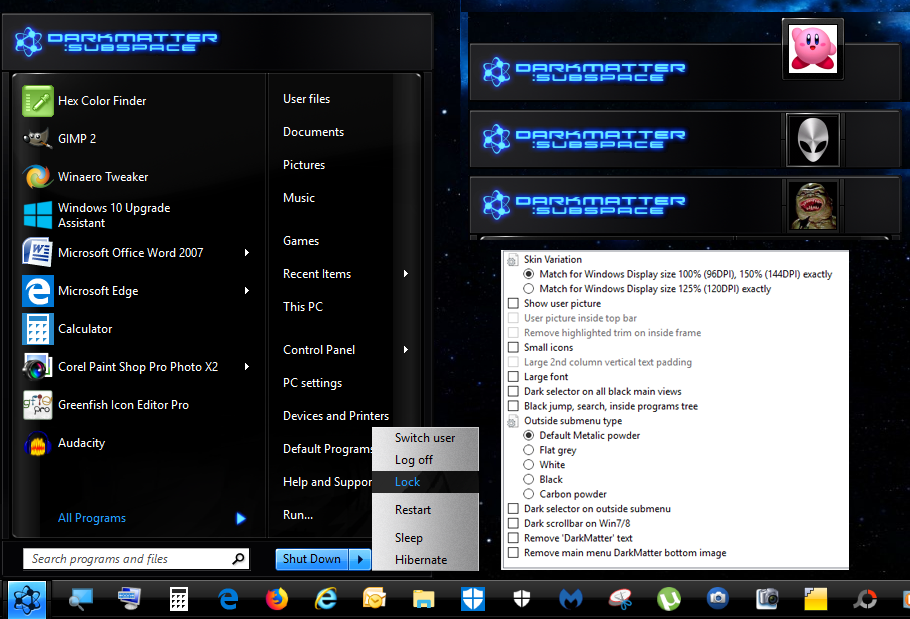 DARKMATTER
:SUBSPACE
Hex Color Finder
GIMP 2
Winaero Tweaker
Windows 10 Upgrade
Assistant
Microsoft Office Word 2007
Microsoft Edge
Calculator
Corel Paint Shop Pro Photo X2
Greenfish Icon Editor Pro
Audacity
All Programs
Search programs and files
User files
Documents
Pictures
Music
Games
Recent Items
This PC
Control Panel
PC settings
Devices and Printers
Default Programs
Help and Suppor
Run...
Shut Down
Switch user
Log off
Lock
Restart
Sleep
Hibernate
DARKMATTER
:SUBSPACE
DARKMATTER
:SUBSPACE
DARKMATTER
:SUBSPACE
Skin Variation
Match for Windows Display size 100% (96DPI), 150% (144DPI) exactly
Match for Windows Display size 125% (120DPI) exactly
Show user picture
User picture inside top bar
Remove highlighted trim on inside frame
Small icons
Large 2nd column vertical text padding
Large font
Dark selector on all black main views
Black jump, search, inside programs tree
Outside submenu type
Default Metalic powder
Flat grey
White
Black
Carbon powder
Dark selector on outside submenu
Dark scrollbar on Win7/8
Remove 'DarkMatter' text
Remove main menu DarkMatter bottom image